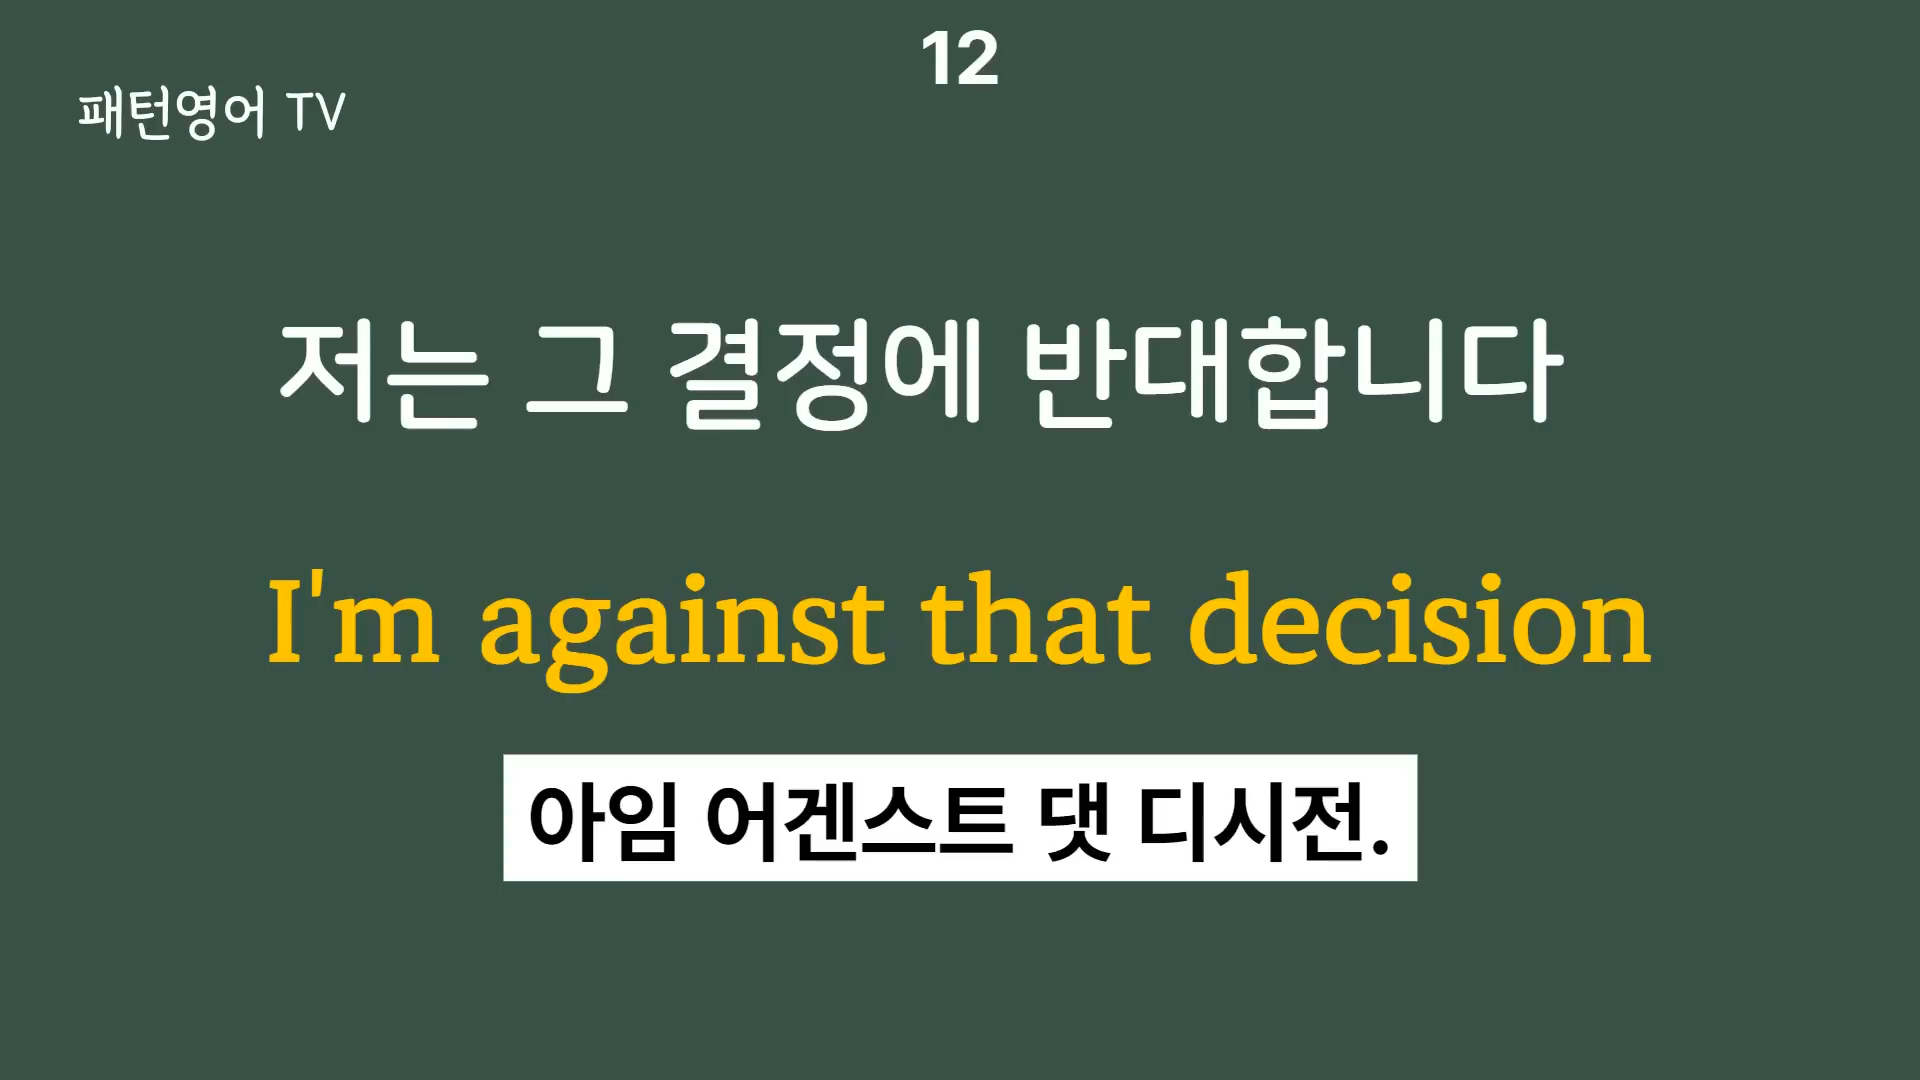 12
패턴영어 TV
저는 그 결정에 반대합니다
I'm against that decision
아임 어겐스트 댓 디시전.